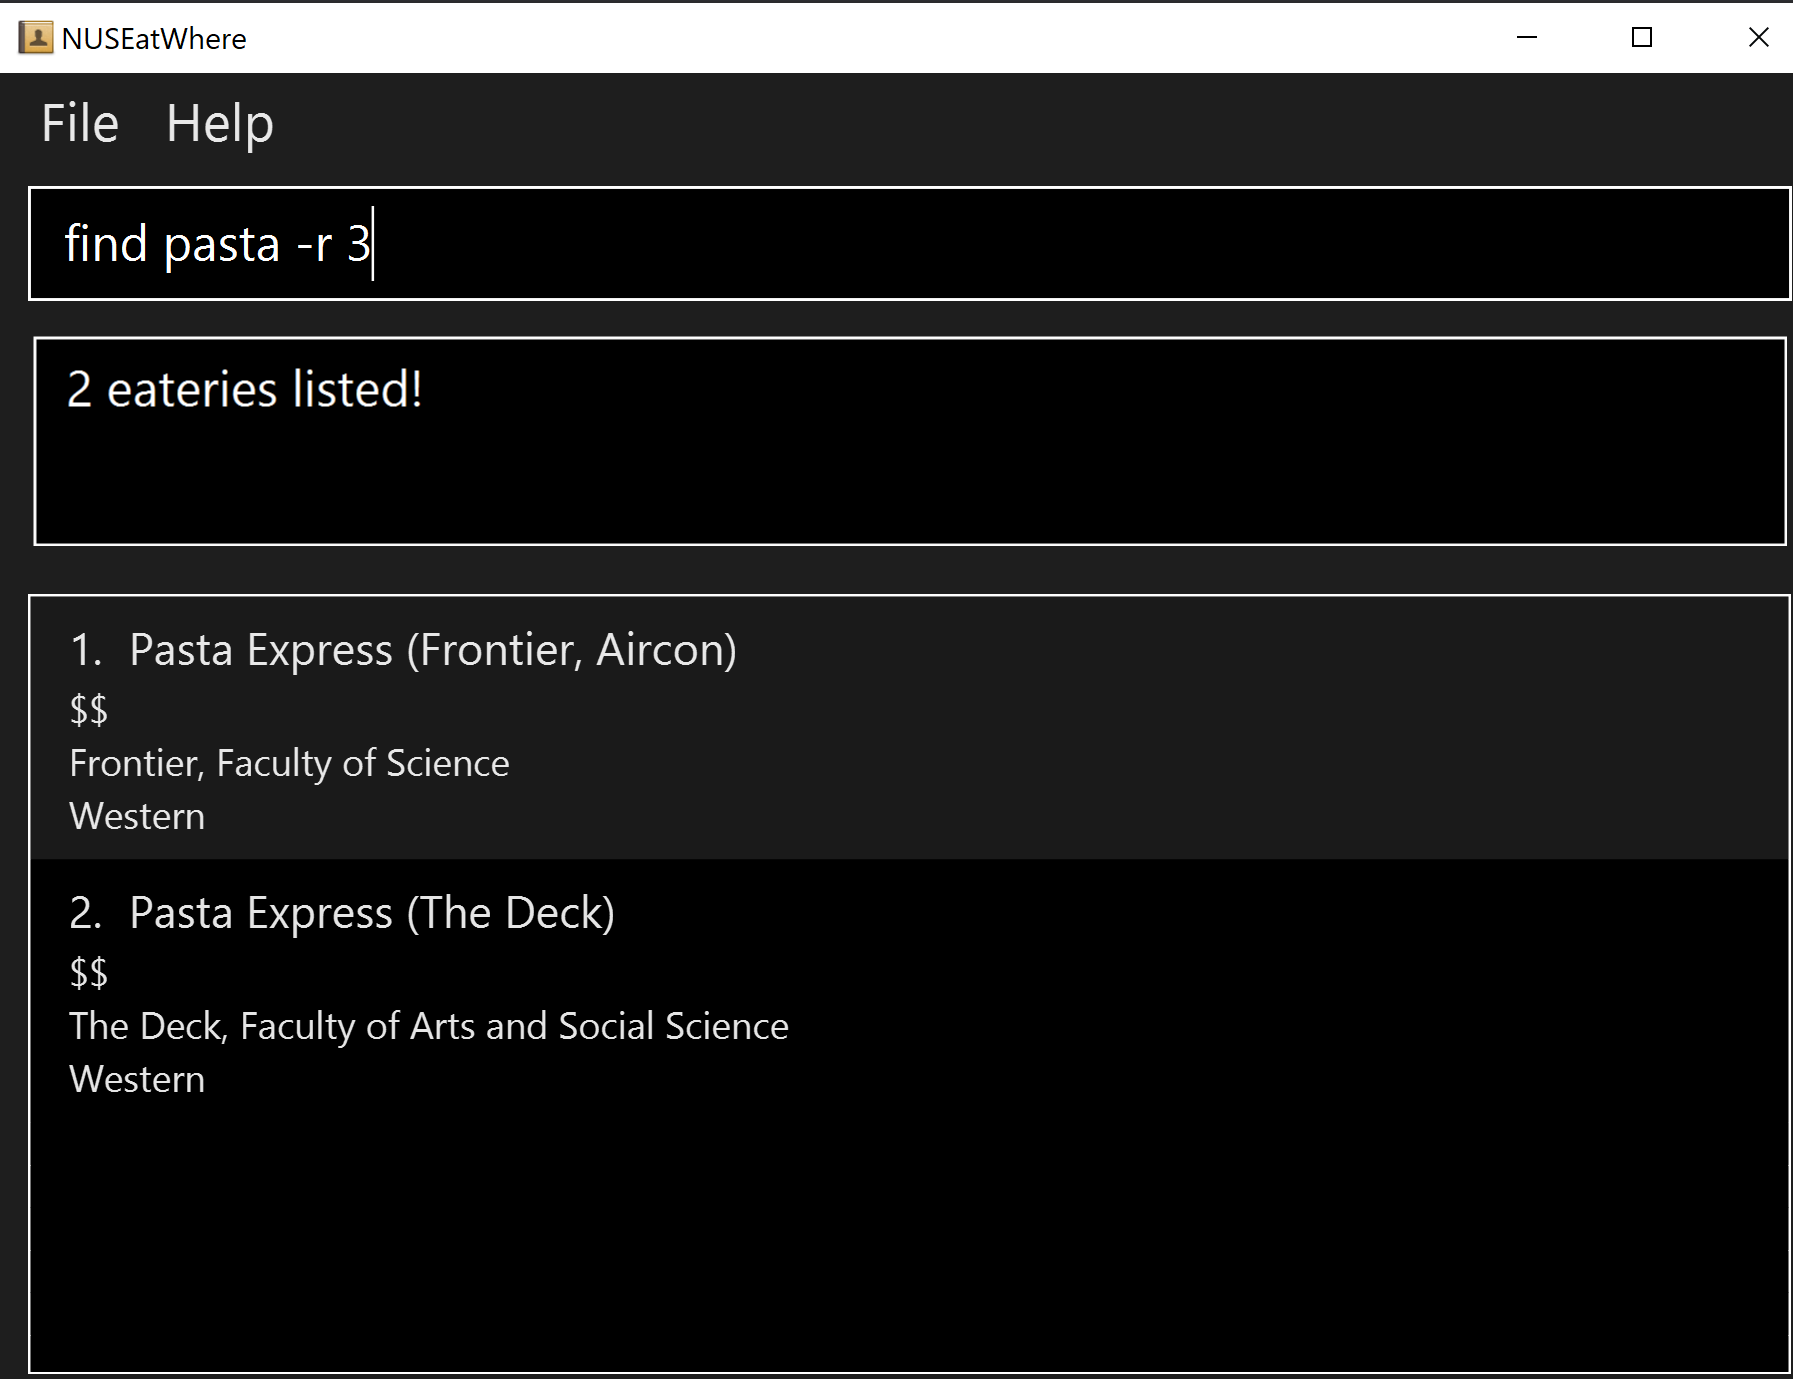 NUSEatWhere
File Help
find pasta -r 3
2 eateries listed!
1. Pasta Express (Frontier, Aircon)
$$
Frontier, Faculty of Science
Western
2. Pasta Express (The Deck)
$$
The Deck, Faculty of Arts and Social Science
Western